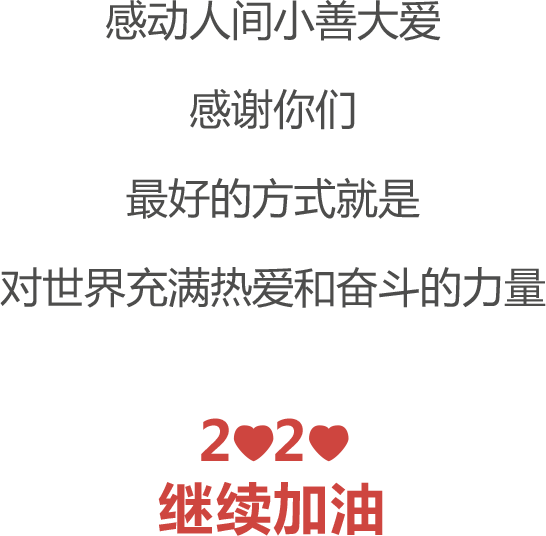 感动人间小善大爱
感谢你们
最好的方式就是
对世界充满热爱和奋斗的力量
2❤2❤
继续加油